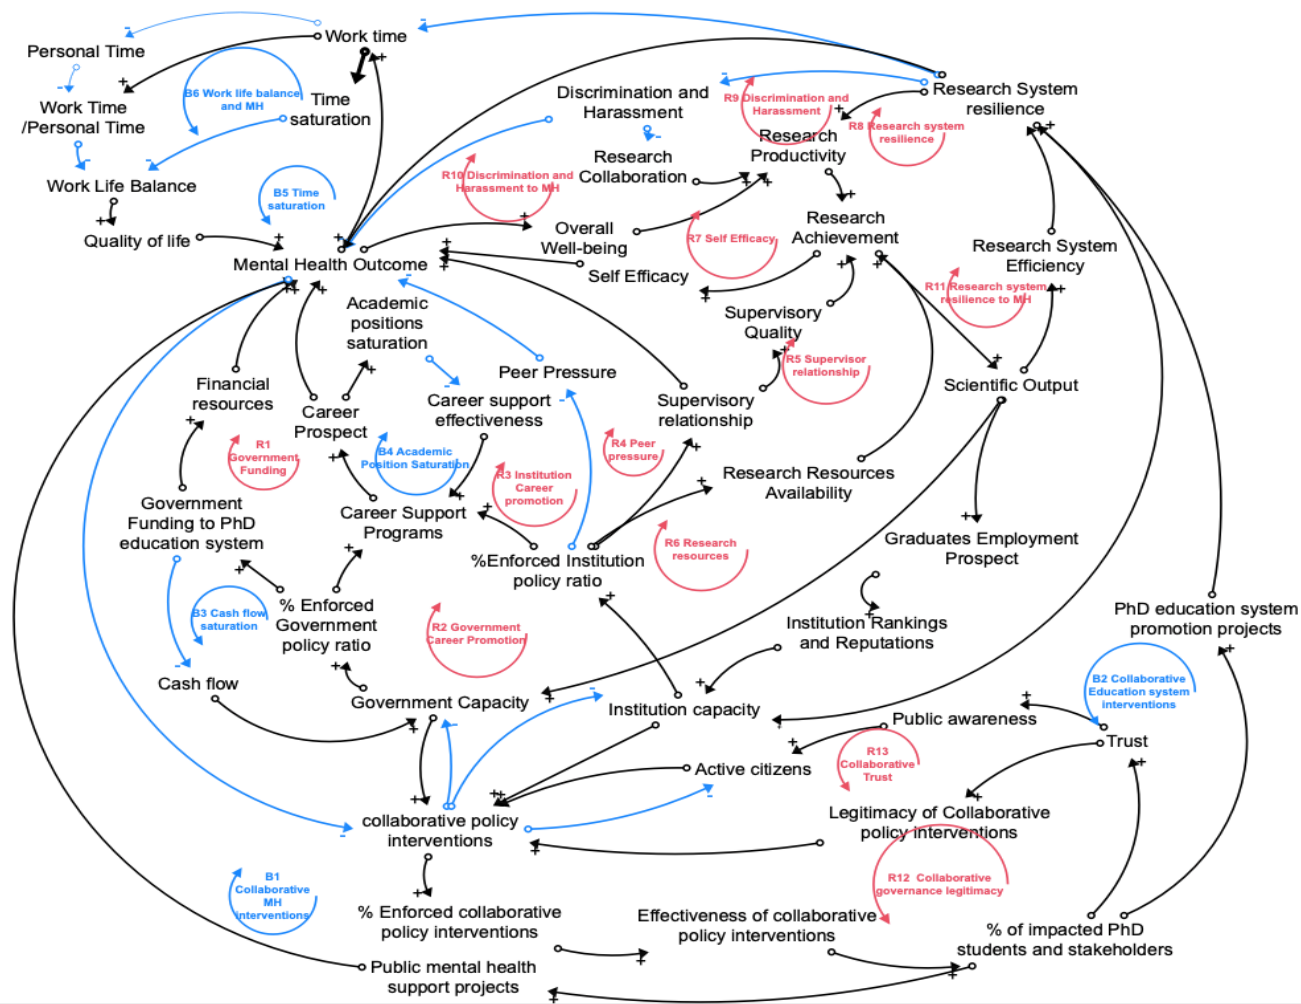 Personal Time
Work time
Work Time
/Personal Time
B6 Work life balance
and MH
Time
saturation
Work Life Balance
Quality of life
B5 Time
saturation
Mental Health Outcome
Discrimination and
Harassment
Research
Collaboration
R9 Discrimination and
Harassment
Research
Productivity
R8 Research system
resilience
Research System
resilience
R10 Discrimination and
Harassment to MH
Overall
Well-being
Self Efficacy
R7 Self Efficacy
Research
Achievement
Research System
Efficiency
R11 Research system
resilience to MH
Supervisory
Quality
R5 Supervisor
relationship
Scientific Output
Academic
positions
saturation
Peer Pressure
Financial
resources
Career
Prospect
Career support
effectiveness
Supervisory
relationship
R1
Government
Funding
B4 Academic
Position Saturation
R3 Institution
Career
promotion
R4 Peer
pressure
Research Resources
Availability
Government
Funding to PhD
education system
Career Support
Programs
%Enforced Institution
policy ratio
R6 Research
resources
Graduates Employment
Prospect
B3 Cash flow
saturation
% Enforced
Government
policy ratio
R2 Government
Career Promotion
Institution Rankings
and Reputations
PhD education system
promotion projects
Cash flow
Government Capacity
Institution capacity
B2 Collaborative
Education system
interventions
Public awareness
Trust
Active citizens
R13
Collaborative
Trust
collaborative policy
interventions
Legitimacy of Collaborative
policy interventions
B1
Collaborative
MH
interventions
R12 Collaborative
governance legitimacy
% Enforced collaborative
policy interventions
Effectiveness of collaborative
policy interventions
% of impacted PhD
students and stakeholders
Public mental health
support projects